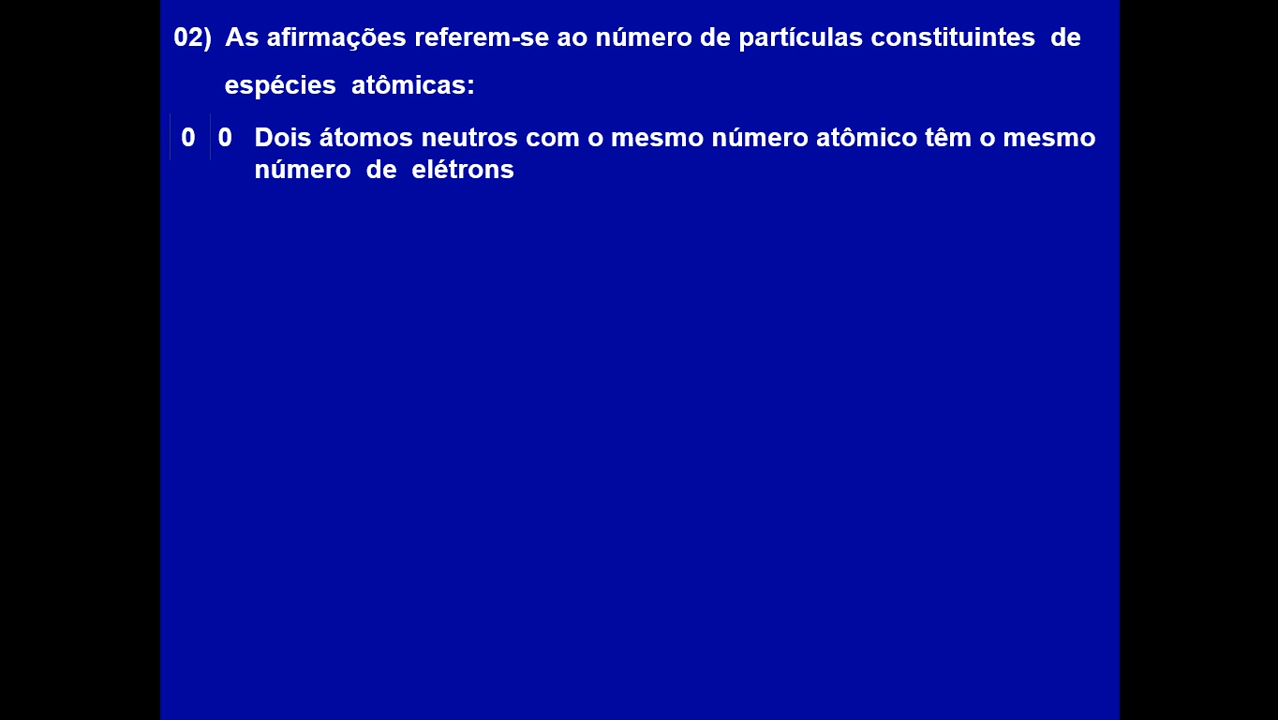 02) As afirmações referem-se ao número de partículas constituintes de
espécies atômicas:
0 0 Dois átomos neutros com o mesmo número atômico têm o mesmo
número de elétrons